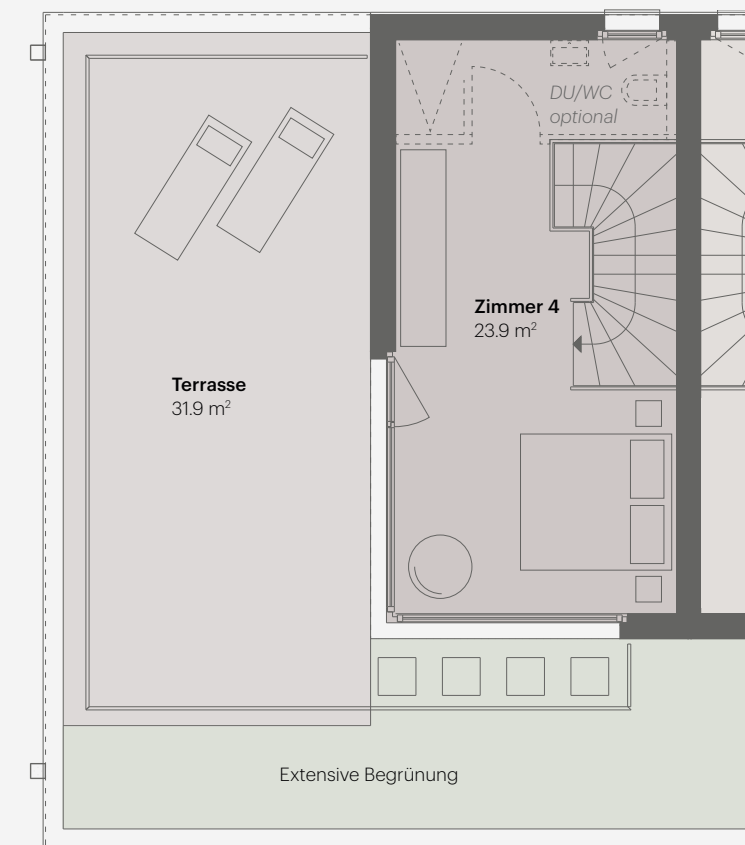 DU/WC
optional
Zimmer 4
23.9 m²
Terrasse
31.9 m²
Extensive Begrünung